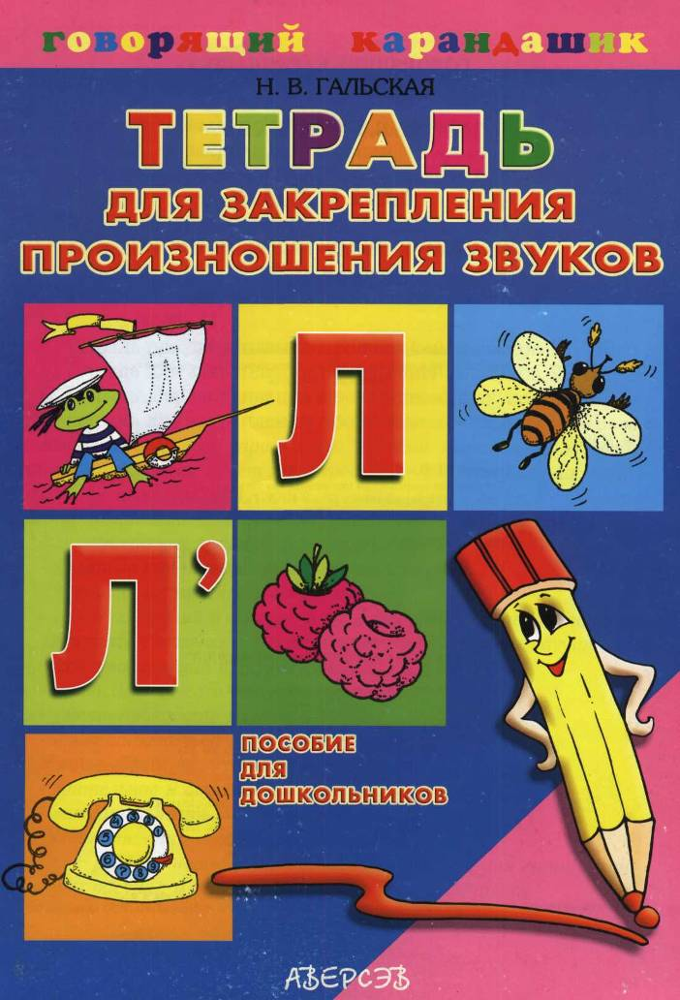 говорящий карандашик
Н. В. ГАЛЬСКАЯ
ТЕТРАДЬ
ДЛЯ ЗАКРЕПЛЕНИЯ
ПРОИЗНОШЕНИЯ ЗВУКОВ
Л
Л
Л’
ПОСОБИЕ
ДЛЯ
ДОШКОЛЬНИКОВ
АВЕРСЭВ